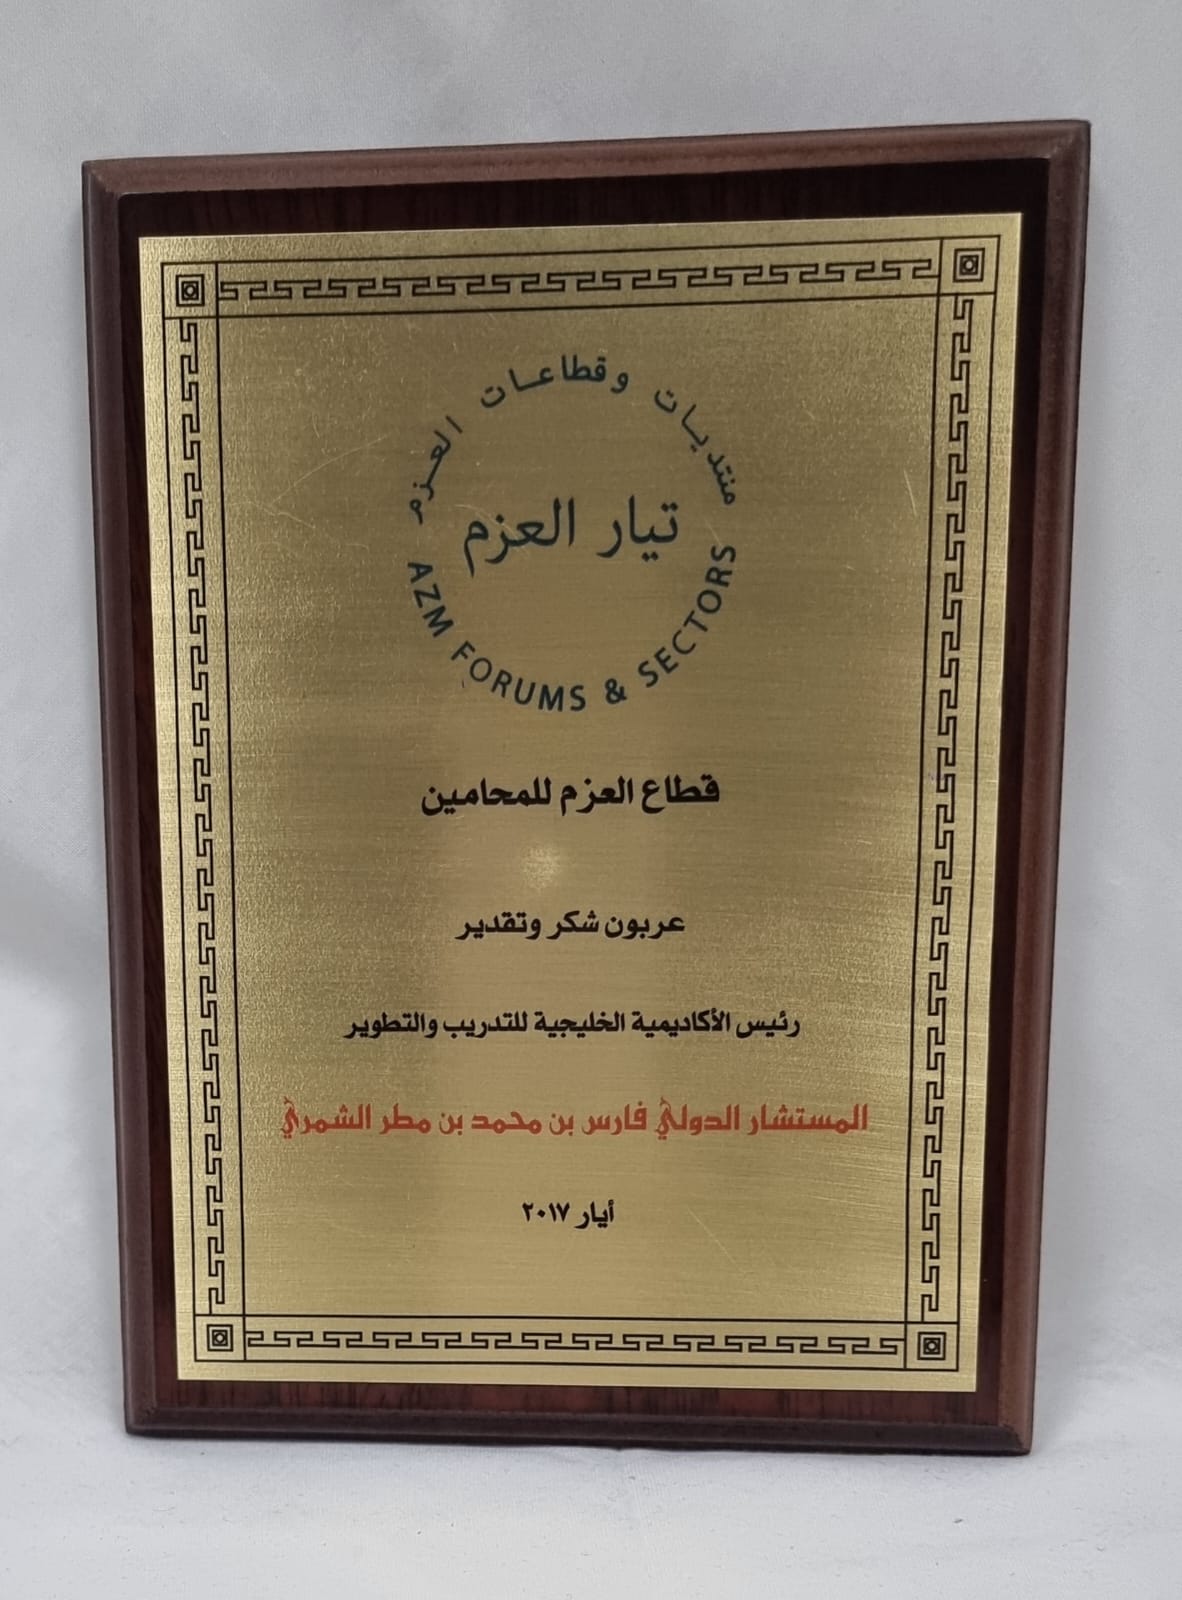 منتديات وقطاعات العزم
تيار العزم
AZM FORUMS & SECTORS
قطاع العزم للمحامين
عربون شكر وتقدير
رئيس الأكاديمية الخليجية للتدريب والتطوير
المستشار الدولي فارس بن محمد بن مطر الشمري
أيار ٢٠١٧